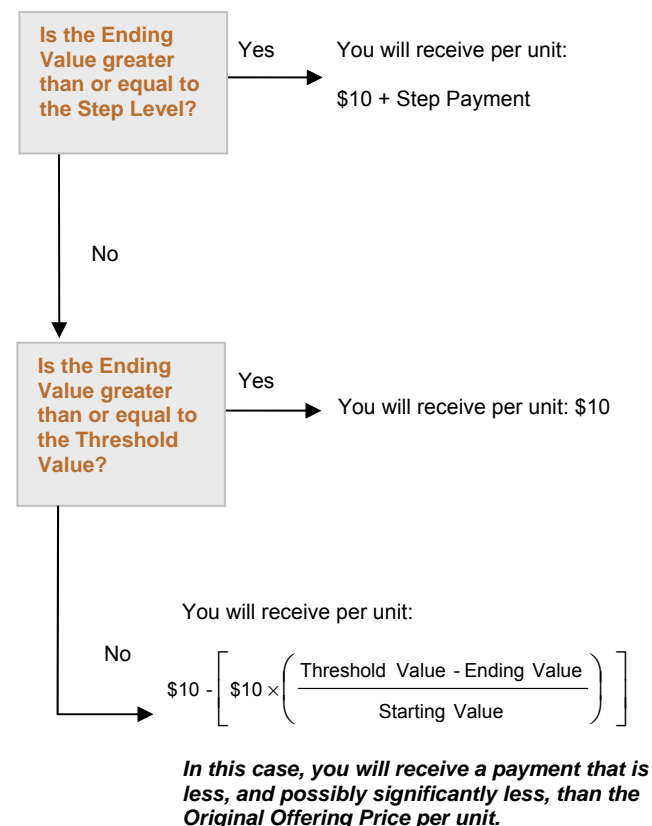 Is the Ending
Value greater
than or equal to
the Step Level?
Yes
You will receive per unit:
$10 + Step Payment
No
Is the Ending
Value greater
than or equal to
the Threshold
Value?
Yes
You will receive per unit: $10
You will receive per unit:
No
$10 - [ $10 × ( Threshold Value - Ending Value
Starting Value ) ]
In this case, you will receive a payment that is
less, and possibly significantly less, than the
Original Offering Price per unit.